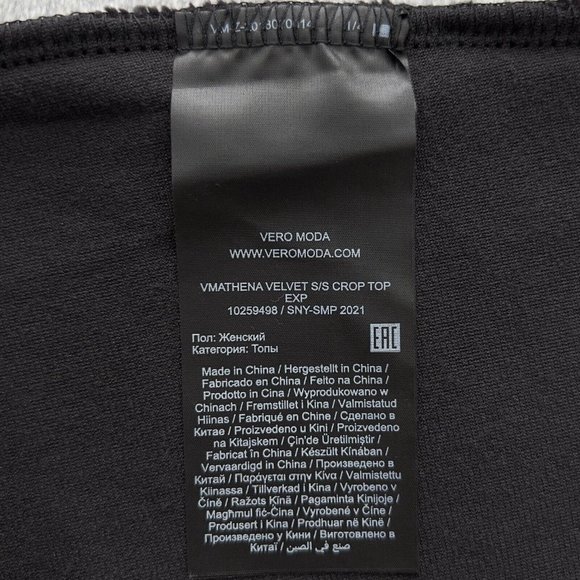 VERO MODA
WWW.VEROMODA.COM
VMATHENA VELVET S/S CROP TOP
EXP
10259498 / SNY-SMP 2021
Пол: Женский
Категория: Топы
EAC
Made in China / Hergestellt in China /
Fabricado en China / Feito na China /
Prodotto in Cina / Wyprodukowano w
Chinach / Fremstillet i Kina / Valmistatud
Hiinas / Fabriqué en Chine / Сделано в
Китае / Proizvedeno u Kini / Proizvedeno
na Kitajskem / Çin'de Üretilmiştir /
Fabricat în China / Készült Kínában /
Vervaardigd in China / Произведено в
Китай / Παράγεται στην Κίνα / Valmistettu
Kiinassa / Tillverkad i Kina / Vyrobeno v
Číně / Ražots Ķīnā / Pagaminta Kinijoje /
Magħmul fiċ-Ċina / Vyrobené v Číne /
Produsert i Kina / Prodhuar në Kinë /
Произведено у Кини / Виготовлено в
Китаї / صنع في الصين